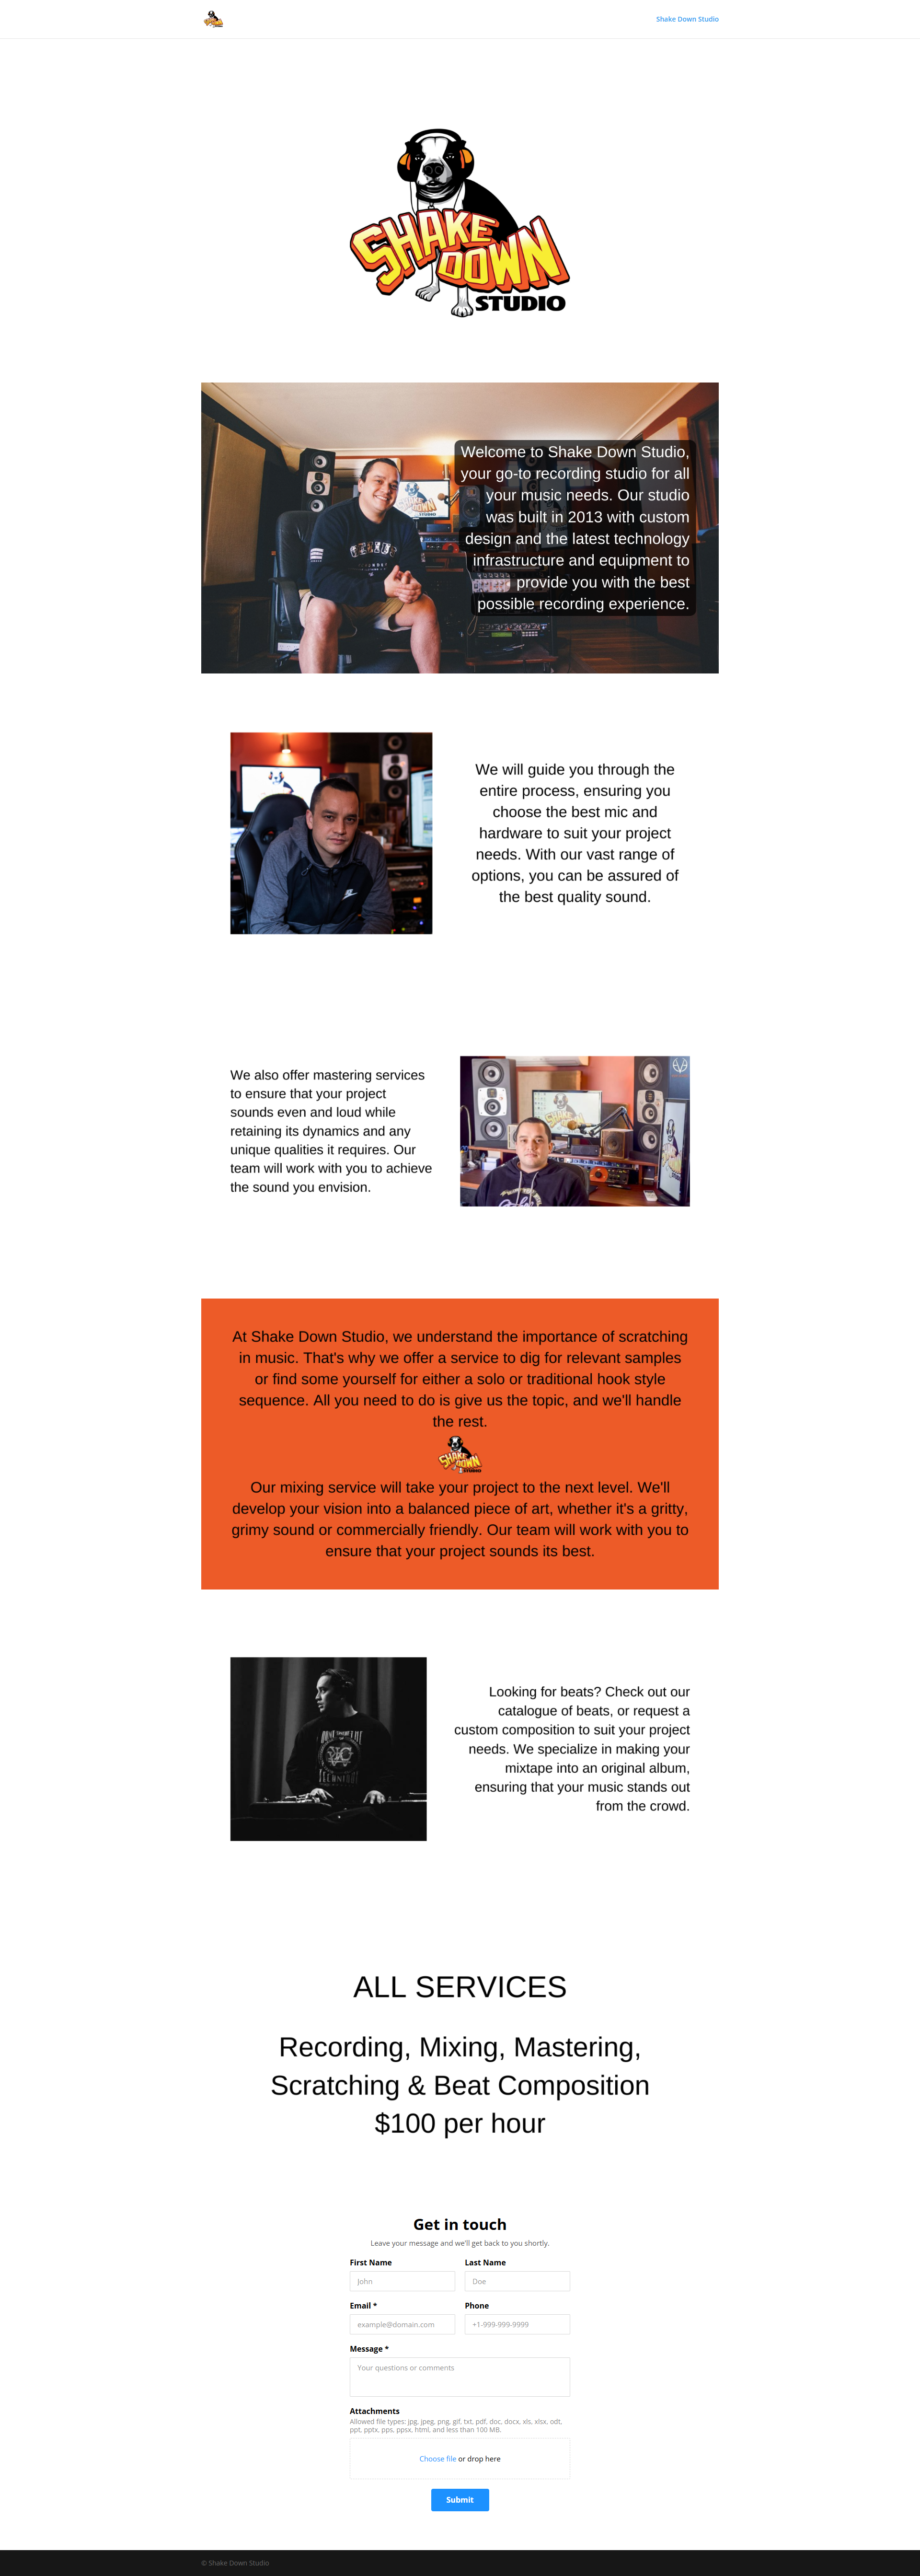 Shake Down Studio
SHAKE
DOWN
STUDIO
Welcome to Shake Down Studio,
your go-to recording studio for all
your music needs. Our studio
was built in 2013 with custom
design and the latest technology
infrastructure and equipment to
provide you with the best
possible recording experience.
We will guide you through the
entire process, ensuring you
choose the best mic and
hardware to suit your project
needs. With our vast range of
options, you can be assured of
the best quality sound.
We also offer mastering services
to ensure that your project
sounds even and loud while
retaining its dynamics and any
unique qualities it requires. Our
team will work with you to achieve
the sound you envision.
At Shake Down Studio, we understand the importance of scratching
in music. That's why we offer a service to dig for relevant samples
or find some yourself for either a solo or traditional hook style
sequence. All you need to do is give us the topic, and we'll handle
the rest.
SHAKE
DOWN
STUDIO
Our mixing service will take your project to the next level. We'll
develop your vision into a balanced piece of art, whether it's a gritty,
grimy sound or commercially friendly. Our team will work with you to
ensure that your project sounds its best.
Looking for beats? Check out our
catalogue of beats, or request a
custom composition to suit your project
needs. We specialize in making your
mixtape into an original album,
ensuring that your music stands out
from the crowd.
ALL SERVICES
Recording, Mixing, Mastering,
Scratching & Beat Composition
$100 per hour
Get in touch
Leave your message and we'll get back to you shortly.
First Name
Last Name
John
Doe
Email *
Phone
example@domain.com
+1-999-999-9999
Message *
Your questions or comments
Attachments
Allowed file types: jpg, jpeg, png, gif, txt, pdf, doc, docx, xls, xlsx, odt,
ppt, pptx, pps, ppsx, html, and less than 100 MB.
Choose file or drop here
Submit
© Shake Down Studio